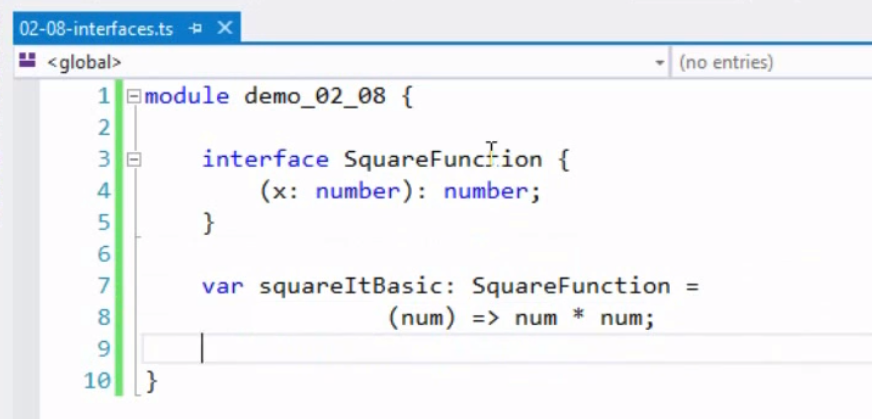 02-08-interfaces.ts
<global> (no entries)
1 module demo_02_08 {
2
3 interface SquareFunction {
4 (x: number): number;
5 }
6
7 var squareItBasic: SquareFunction =
8 (num) => num * num;
9
10 }